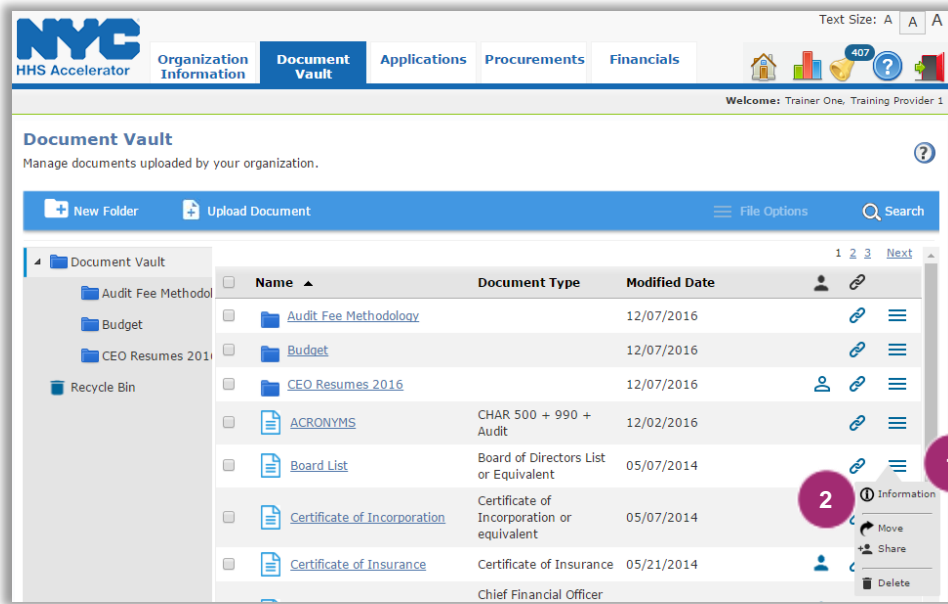 Text Size: A A A
NYC
HHS Accelerator
Organization Information
Document Vault
Applications
Procurements
Financials
407
?
Welcome: Trainer One, Training Provider 1
Document Vault
?
Manage documents uploaded by your organization.
New Folder
Upload Document
File Options
Search
Document Vault
Audit Fee Methodol
Budget
CEO Resumes 201
Recycle Bin
1 2 3 Next
Name Document Type Modified Date
Audit Fee Methodology 12/07/2016
Budget 12/07/2016
CEO Resumes 2016 12/07/2016
ACRONYMS CHAR 500 + 990 + Audit 12/02/2016
Board List Board of Directors List or Equivalent 05/07/2014
Certificate of Incorporation Certificate of Incorporation or equivalent 05/07/2014
Certificate of Insurance Certificate of Insurance 05/21/2014
Chief Financial Officer
2
Information
Move
Share
Delete